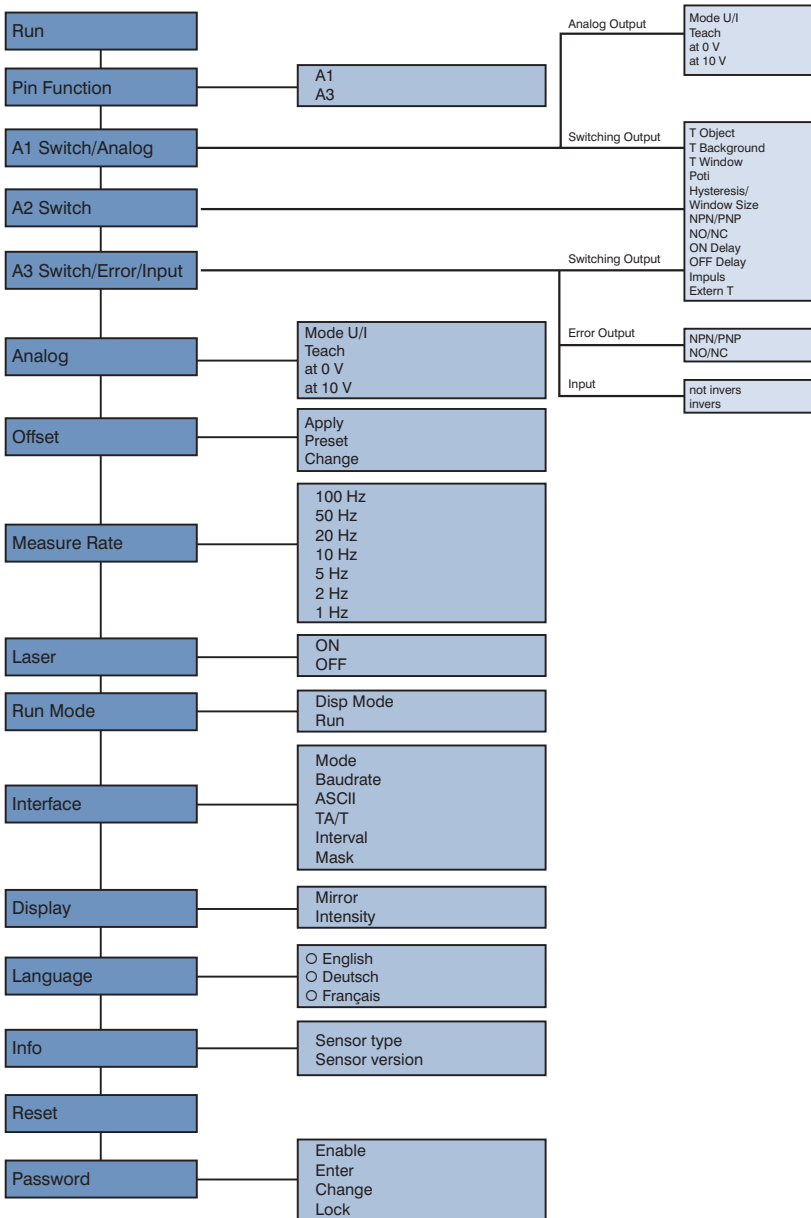 Run
Pin Function
A1
A3
A1 Switch/Analog
Analog Output
Mode U/I
Teach
at 0 V
at 10 V
Switching Output
T Object
T Background
T Window
Poti
Hysteresis/
Window Size
NPN/PNP
NO/NC
ON Delay
OFF Delay
Impuls
Extern T
A2 Switch
A3 Switch/Error/Input
Switching Output
Error Output
NPN/PNP
NO/NC
Input
not invers
invers
Analog
Mode U/I
Teach
at 0 V
at 10 V
Offset
Apply
Preset
Change
Measure Rate
100 Hz
50 Hz
20 Hz
10 Hz
5 Hz
2 Hz
1 Hz
Laser
ON
OFF
Run Mode
Disp Mode
Run
Interface
Mode
Baudrate
ASCII
TA/T
Interval
Mask
Display
Mirror
Intensity
Language
O English
O Deutsch
O Français
Info
Sensor type
Sensor version
Reset
Password
Enable
Enter
Change
Lock